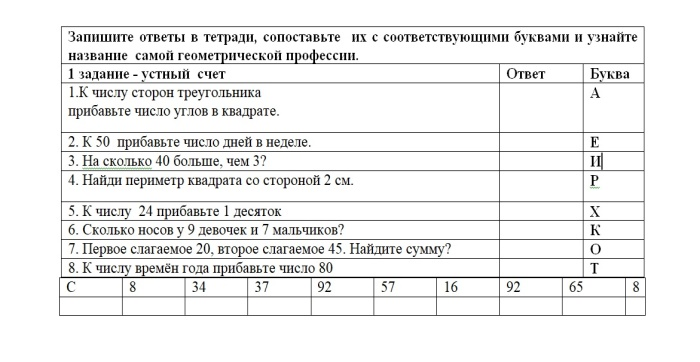 Запишите ответы в тетради, сопоставьте их с соответствующими буквами и узнайте
название самой геометрической профессии.
1 задание - устный счет Ответ Буква
1.К числу сторон треугольника А
прибавьте число углов в квадрате.
2. К 50 прибавьте число дней в неделе. Е
3. На сколько 40 больше, чем 3? И
4. Найди периметр квадрата со стороной 2 см. Р
5. К числу 24 прибавьте 1 десяток Х
6. Сколько носов у 9 девочек и 7 мальчиков? К
7. Первое слагаемое 20, второе слагаемое 45. Найдите сумму? О
8. К числу времён года прибавьте число 80 Т
С 8 34 37 92 57 16 92 65 8